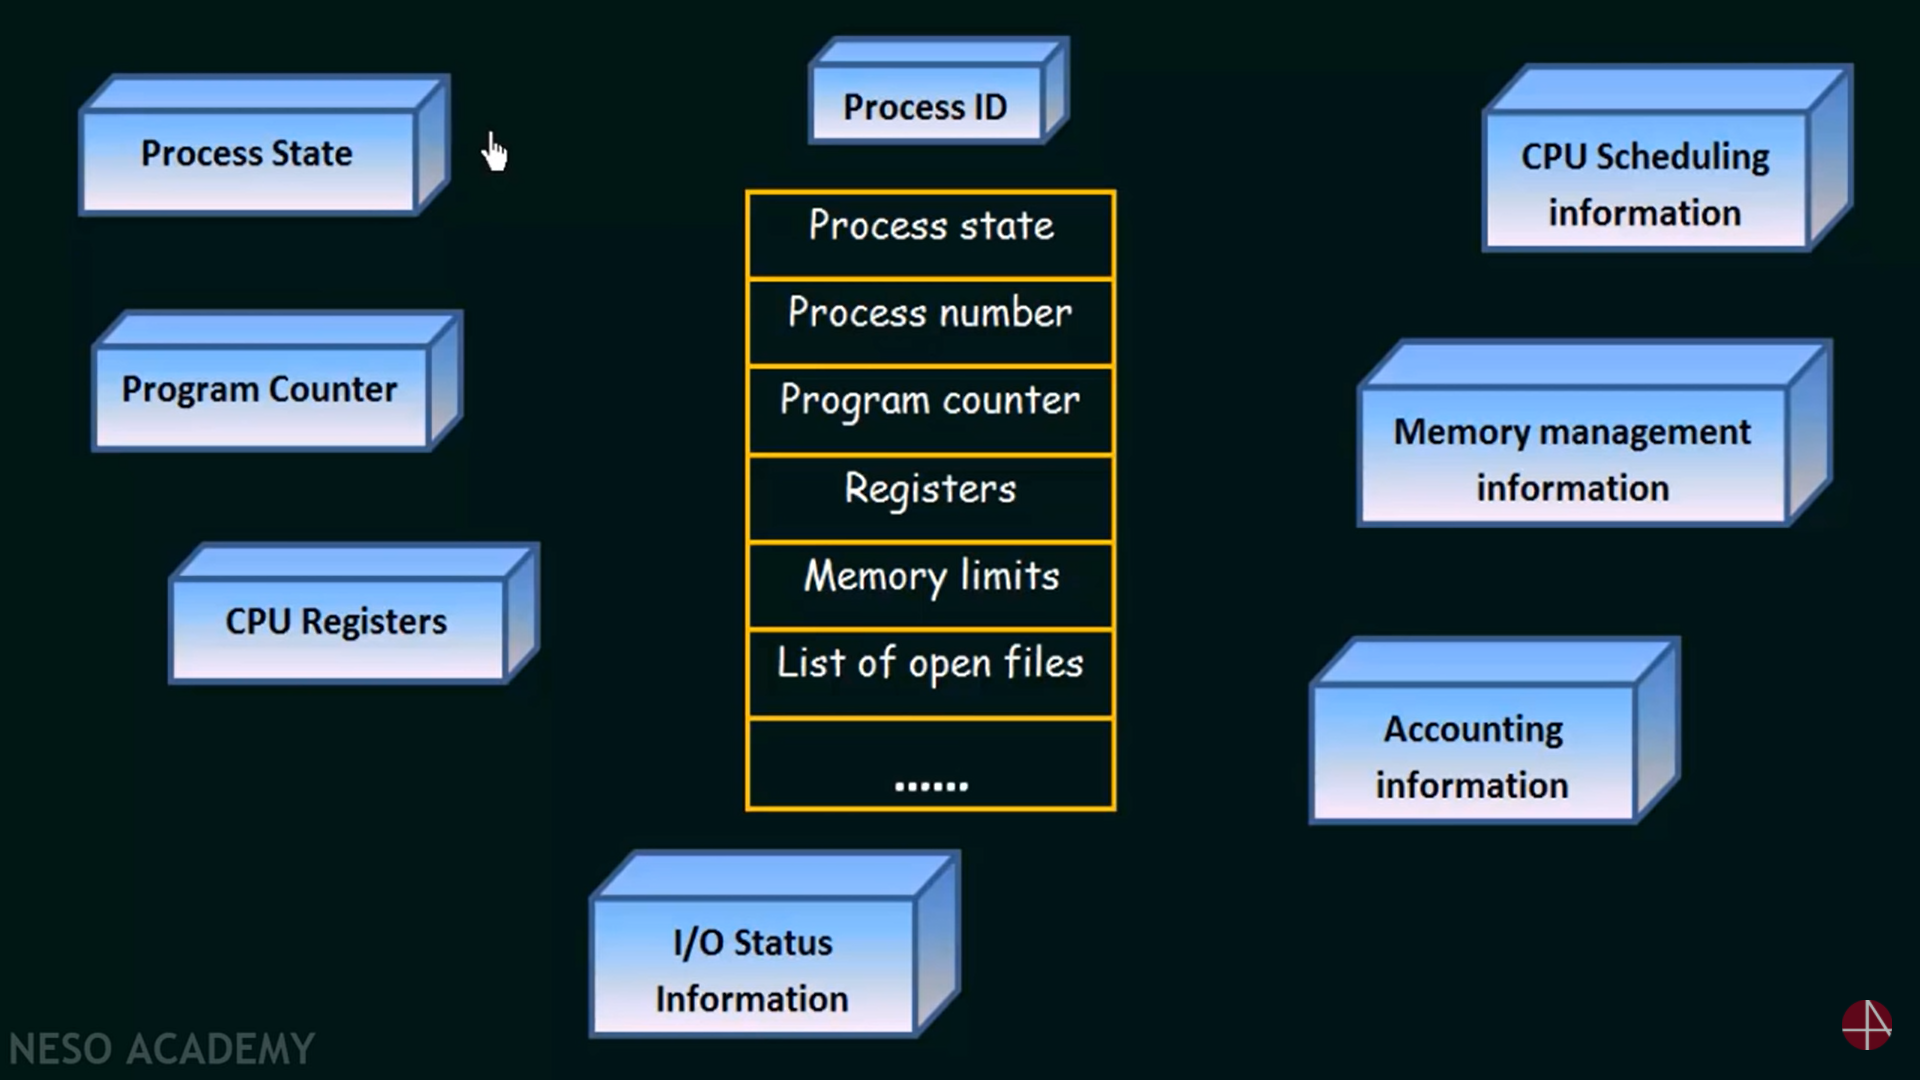 Process ID
Process State
CPU Scheduling
information
Process state
Process number
Program counter
Registers
Memory limits
List of open files
......
Program Counter
Memory management
information
CPU Registers
Accounting
information
I/O Status
Information
NESO ACADEMY